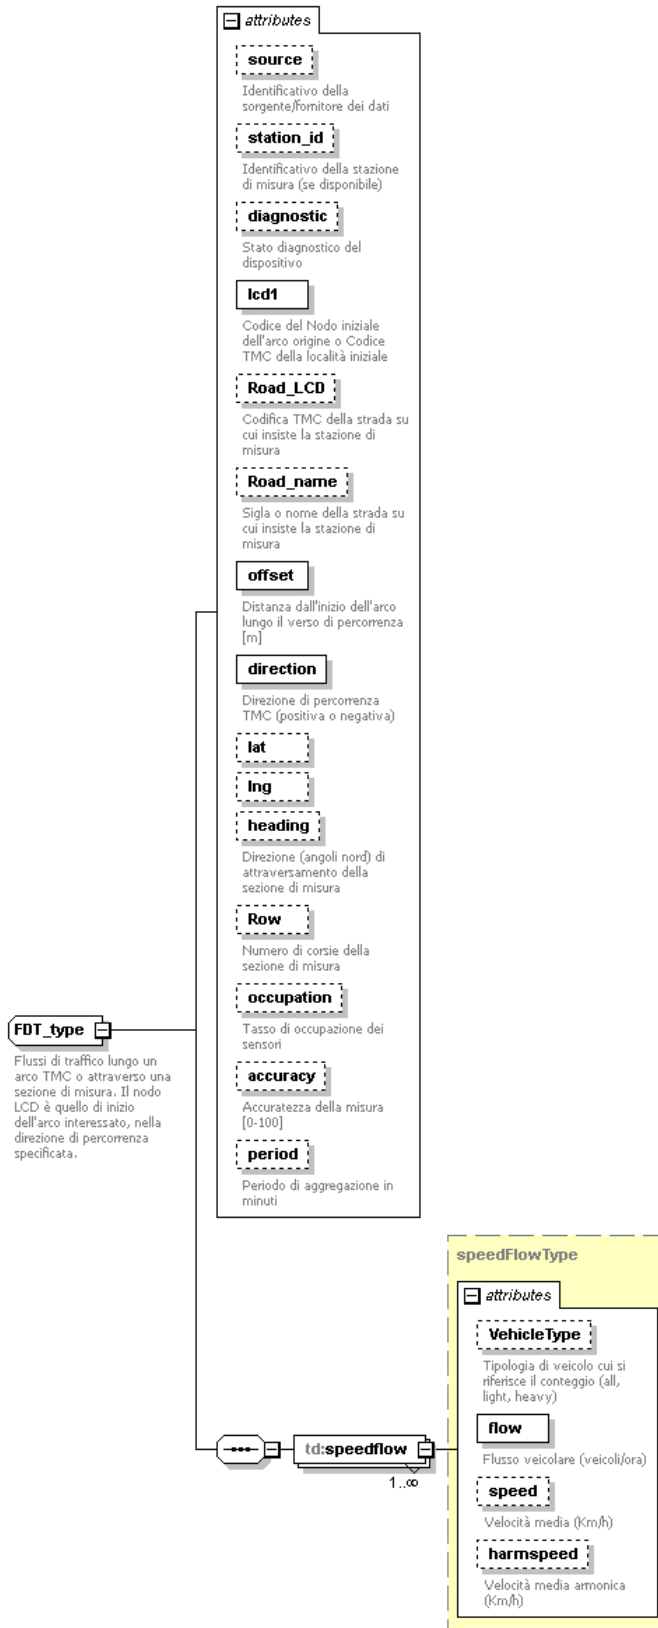 attributes
source
Identificativo della
sorgente/fornitore dei dati
station_id
Identificativo della stazione
di misura (se disponibile)
diagnostic
Stato diagnostico del
dispositivo
lcd1
Codice del Nodo iniziale
dell'arco origine o Codice
TMC della località iniziale
Road_LCD
Codifica TMC della strada su
cui insiste la stazione di
misura
Road_name
Sigla o nome della strada su
cui insiste la stazione di
misura
offset
Distanza dall'inizio dell'arco
lungo il verso di percorrenza
[m]
direction
Direzione di percorrenza
TMC (positiva o negativa)
lat
lng
heading
Direzione (angoli nord) di
attraversamento della
sezione di misura
Row
Numero di corsie della
sezione di misura
occupation
Tasso di occupazione dei
sensori
accuracy
Accuratezza della misura
[0-100]
period
Periodo di aggregazione in
minuti
FDT_type
Flussi di traffico lungo un
arco TMC o attraverso una
sezione di misura. Il nodo
LCD è quello di inizio
dell'arco interessato, nella
direzione di percorrenza
specificata.
td:speedflow
1..∞
speedFlowType
attributes
VehicleType
Tipologia di veicolo cui si
riferisce il conteggio (all,
light, heavy)
flow
Flusso veicolare (veicoli/ora)
speed
Velocità media (Km/h)
harmspeed
Velocità media armonica
(Km/h)